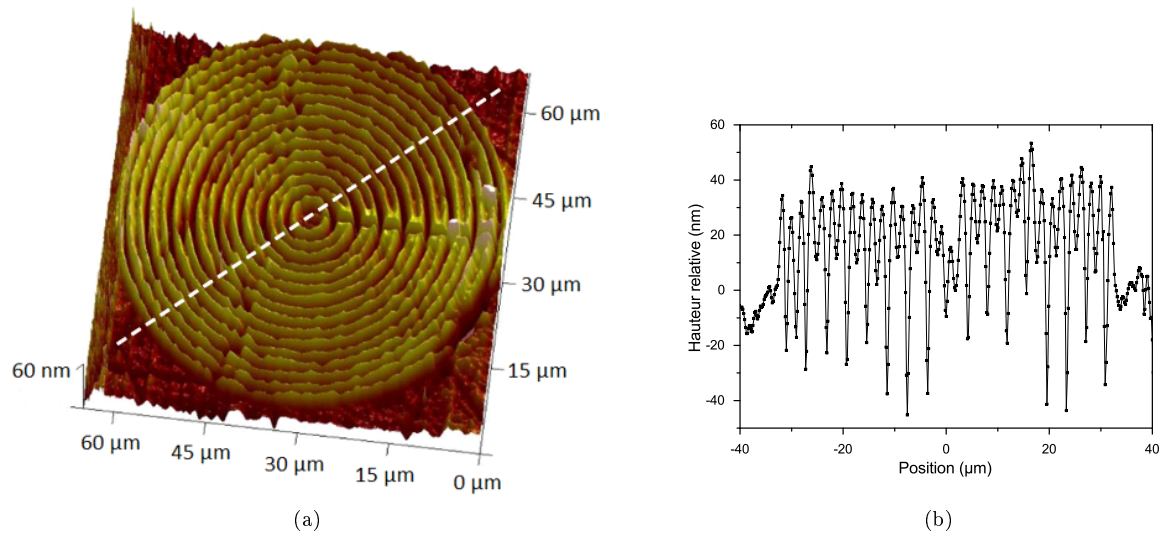 60 µm
45 µm
30 µm
15 µm
60 nm
60 µm
45 µm
30 µm
15 µm
0 µm
(a)
60
40
20
0
-20
-40
Hauteur relative (nm)
-40
-20
0
20
40
Position (µm)
(b)